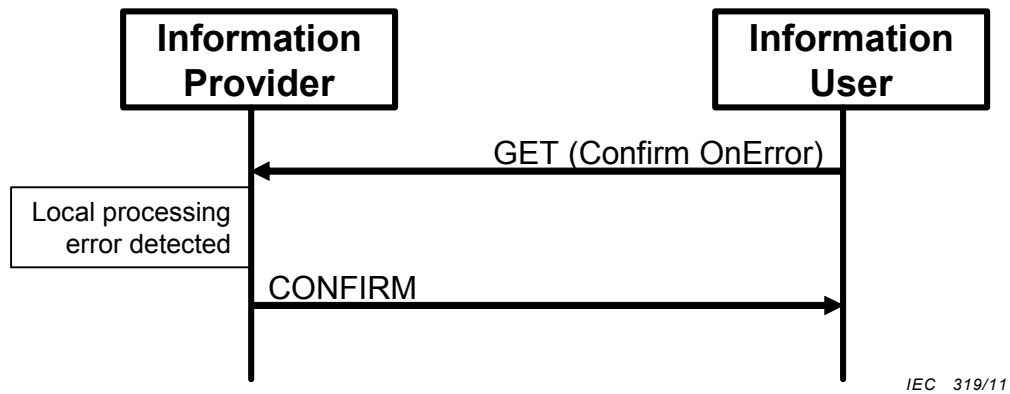 Information
Provider
Information
User
GET (Confirm OnError)
Local processing
error detected
CONFIRM
IEC 319/11